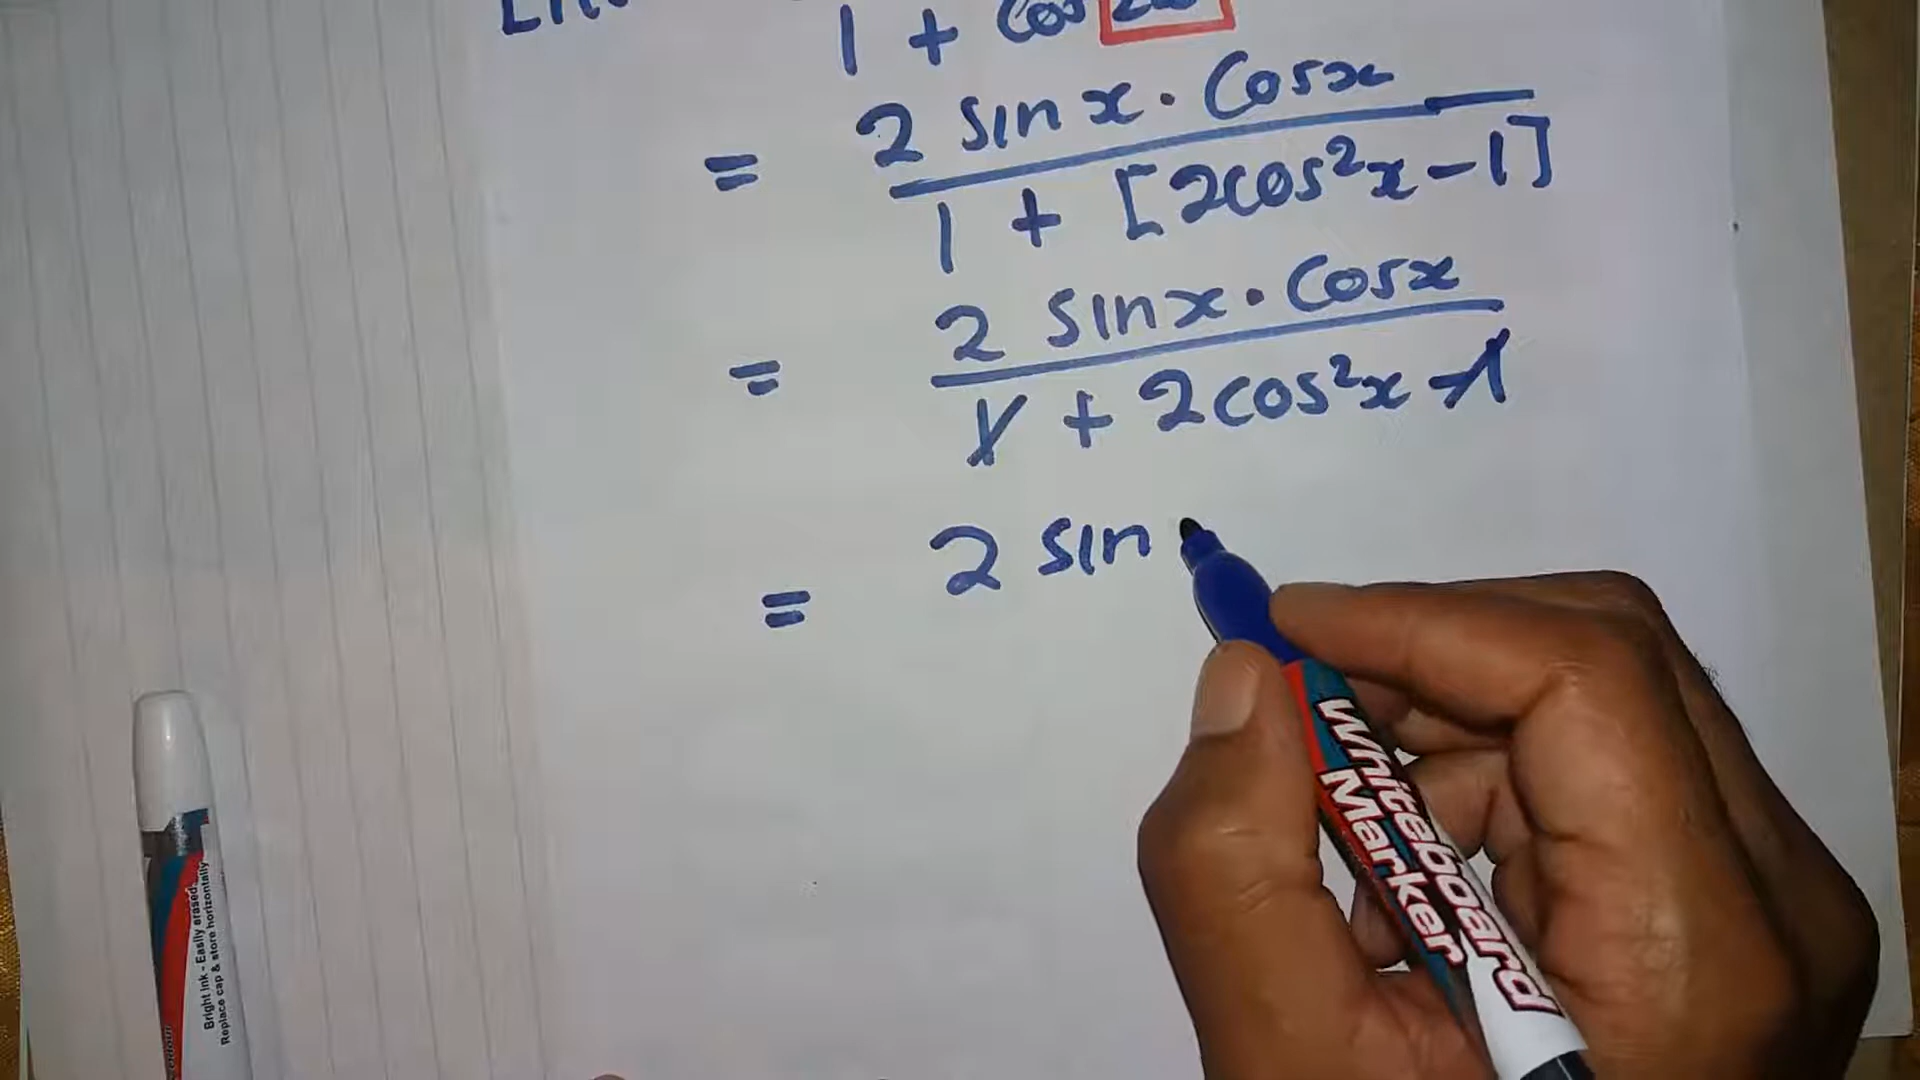 1 + cos
2 sin x · cos x
= 1 + [2cos²x - 1]
2 sin x · cos x
= 1 + 2cos²x - 1
2 sin
=
Whiteboard
Marker
Bright Ink - Easily erased
Replace cap & store horizontally